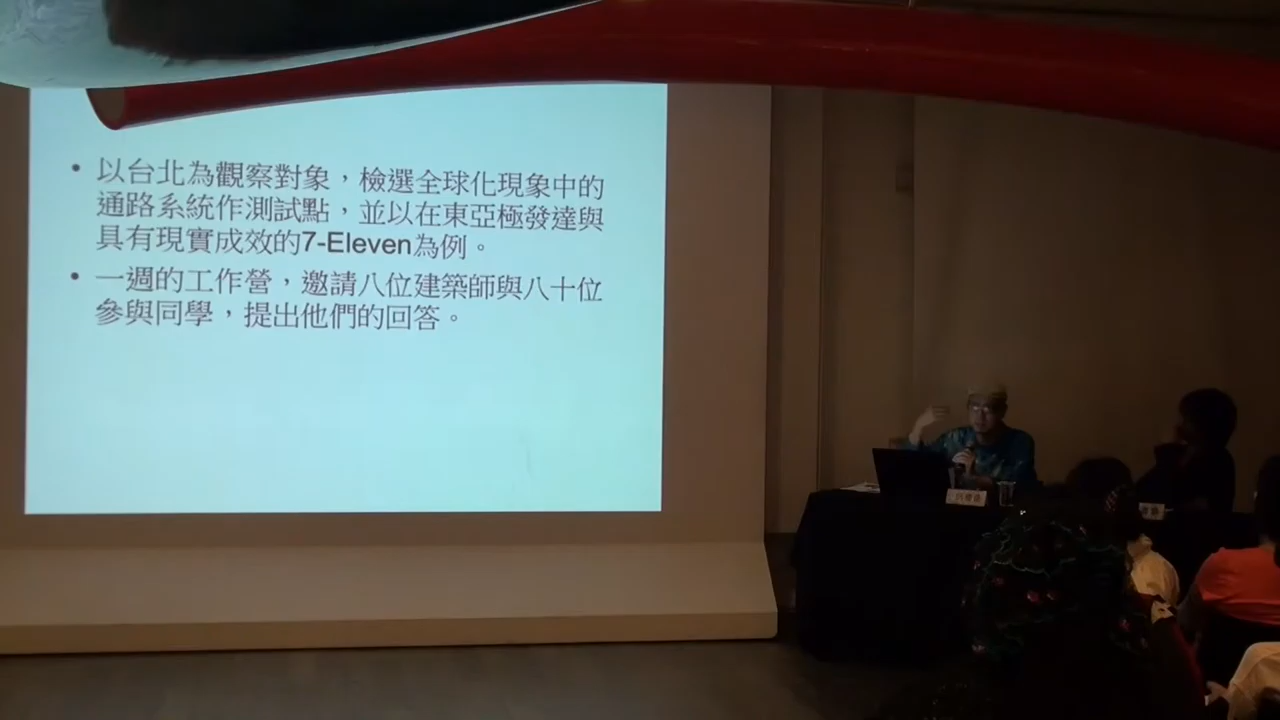 • 以台北為觀察對象，檢選全球化現象中的
通路系統作測試點，並以在東亞極發達與
具有現實成效的7-Eleven為例。
• 一週的工作營，邀請八位建築師與八十位
參與同學，提出他們的回答。